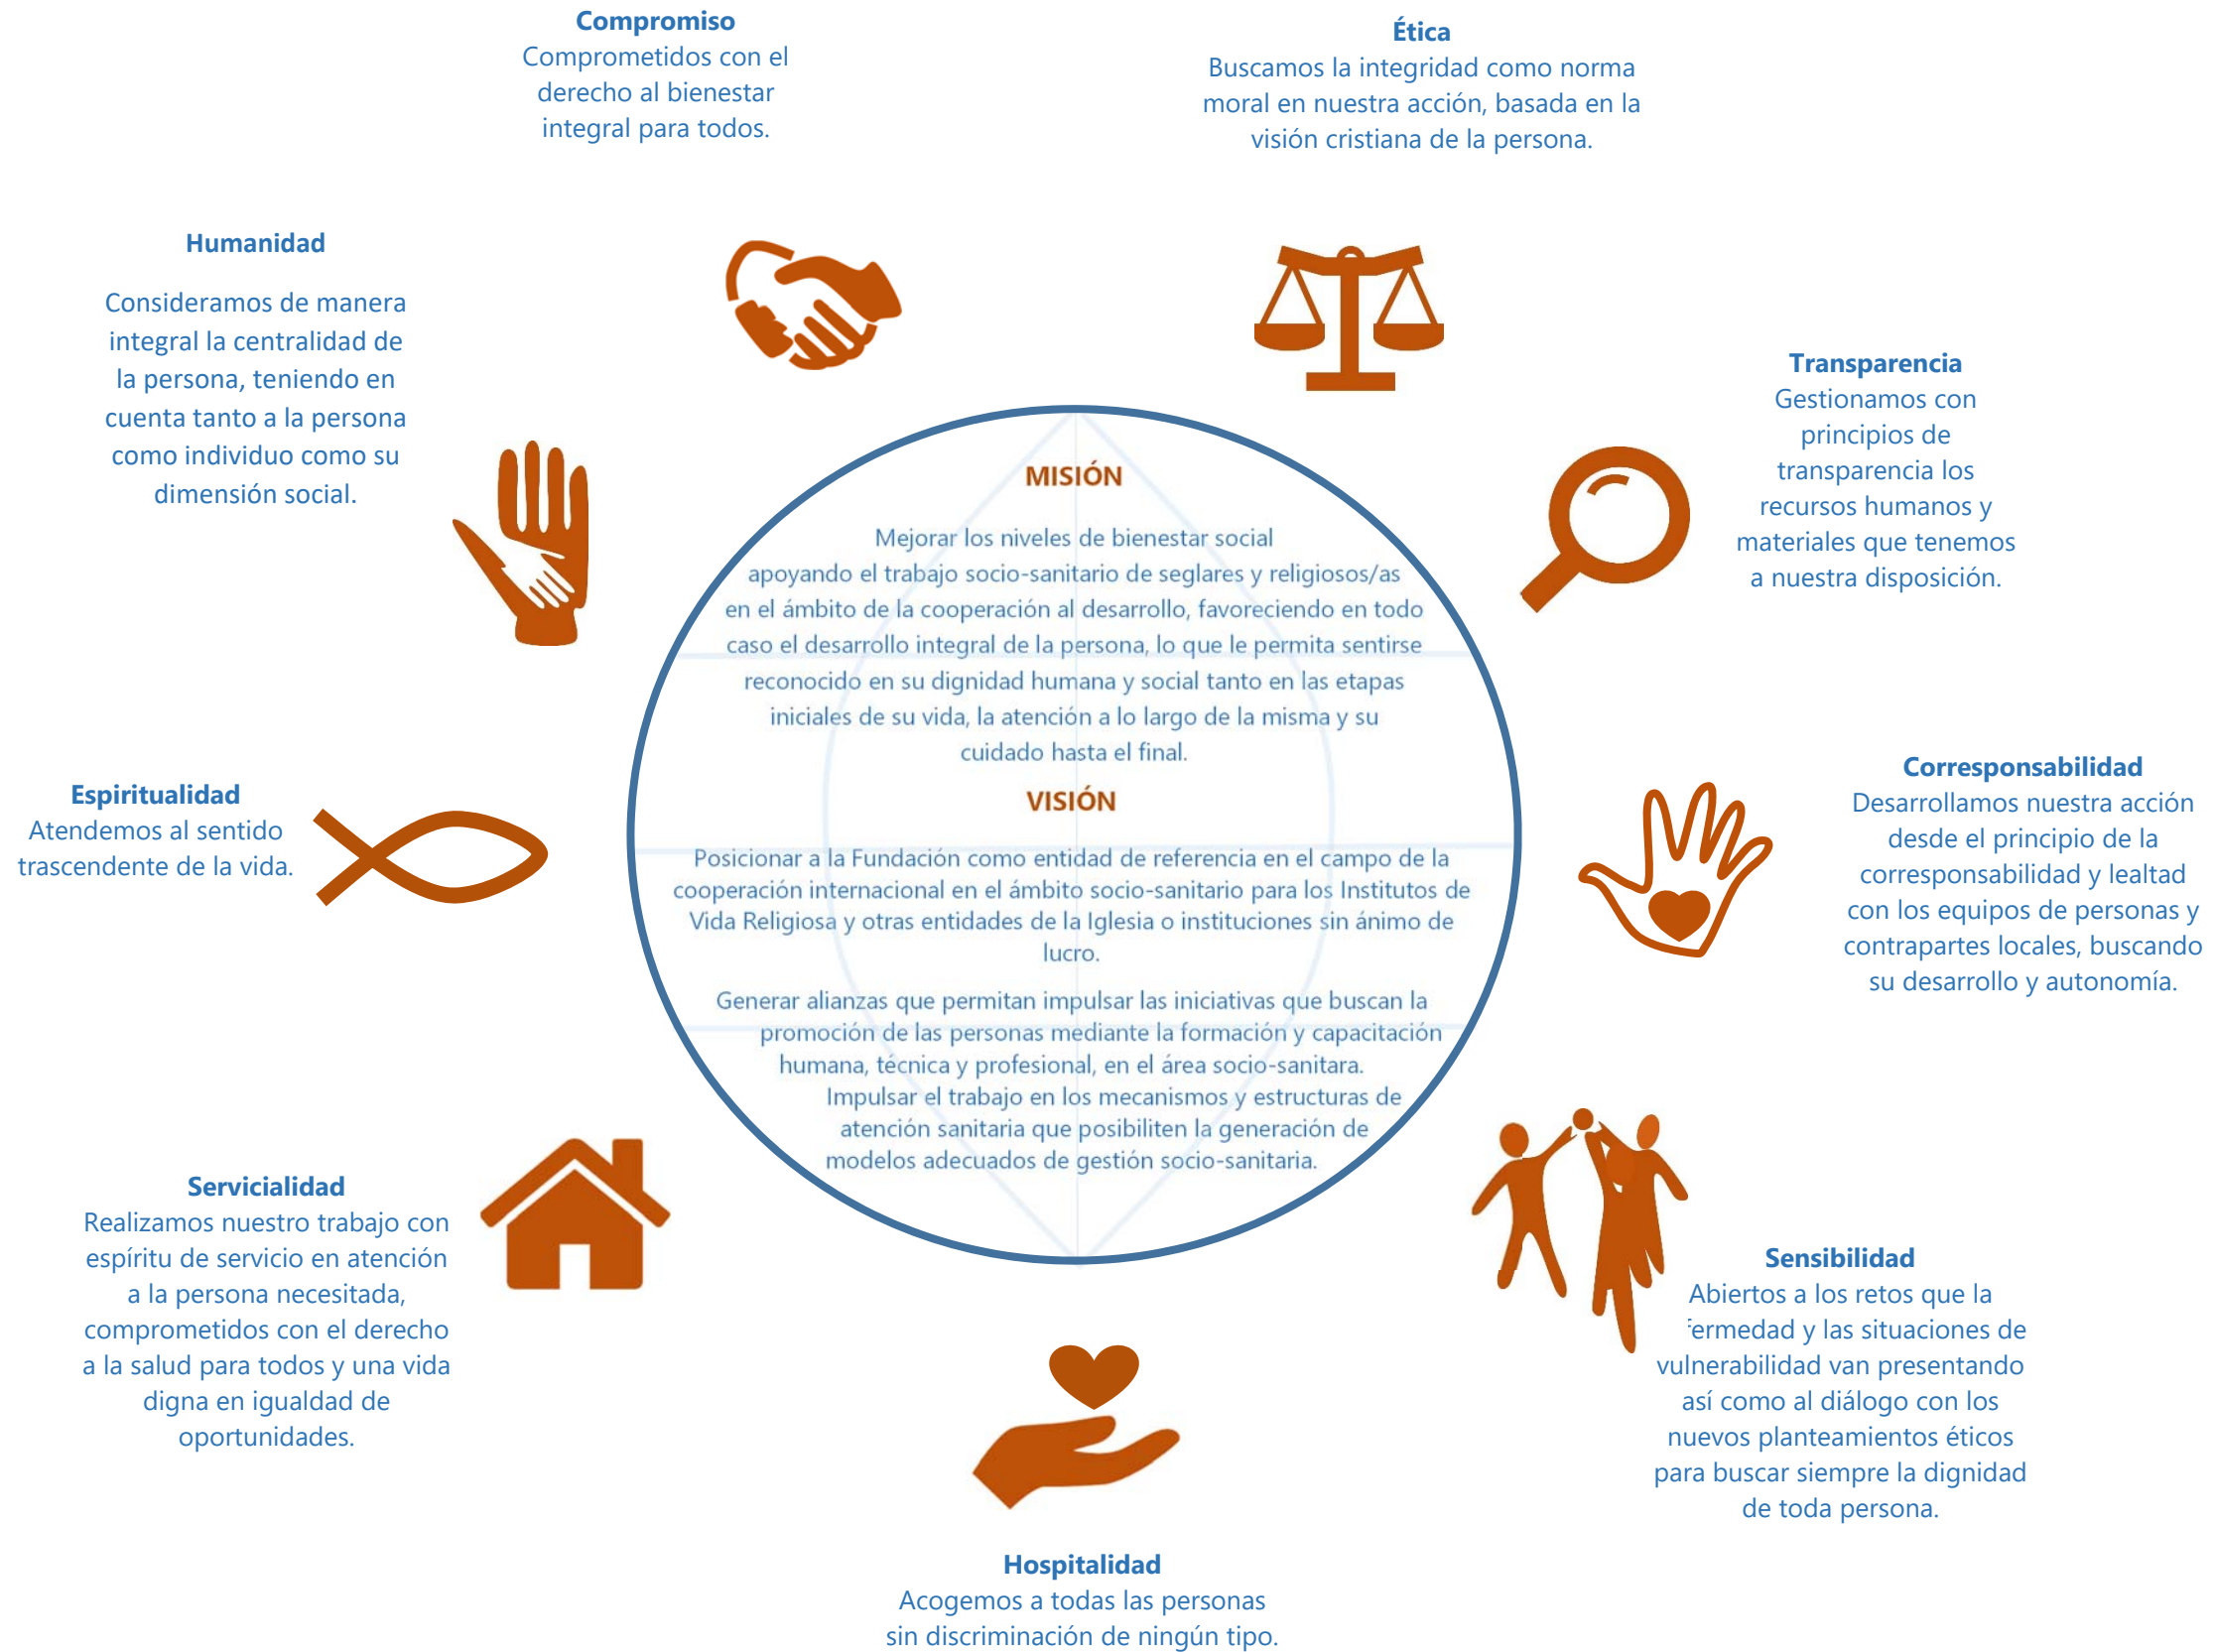 Compromiso
Comprometidos con el
derecho al bienestar
integral para todos.
Ética
Buscamos la integridad como norma
moral en nuestra acción, basada en la
visión cristiana de la persona.
Humanidad
Consideramos de manera
integral la centralidad de
la persona, teniendo en
cuenta tanto a la persona
como individuo como su
dimensión social.
Transparencia
Gestionamos con
principios de
transparencia los
recursos humanos y
materiales que tenemos
a nuestra disposición.
MISIÓN
Mejorar los niveles de bienestar social
apoyando el trabajo socio-sanitario de seglares y religiosos/as
en el ámbito de la cooperación al desarrollo, favoreciendo en todo
caso el desarrollo integral de la persona, lo que le permita sentirse
reconocido en su dignidad humana y social tanto en las etapas
iniciales de su vida, la atención a lo largo de la misma y su
cuidado hasta el final.
VISIÓN
Posicionar a la Fundación como entidad de referencia en el campo de la
cooperación internacional en el ámbito socio-sanitario para los Institutos de
Vida Religiosa y otras entidades de la Iglesia o instituciones sin ánimo de
lucro.
Generar alianzas que permitan impulsar las iniciativas que buscan la
promoción de las personas mediante la formación y capacitación
humana, técnica y profesional, en el área socio-sanitara.
Impulsar el trabajo en los mecanismos y estructuras de
atención sanitaria que posibiliten la generación de
modelos adecuados de gestión socio-sanitaria.
Espiritualidad
Atendemos al sentido
trascendente de la vida.
Corresponsabilidad
Desarrollamos nuestra acción
desde el principio de la
corresponsabilidad y lealtad
con los equipos de personas y
contrapartes locales, buscando
su desarrollo y autonomía.
Servicialidad
Realizamos nuestro trabajo con
espíritu de servicio en atención
a la persona necesitada,
comprometidos con el derecho
a la salud para todos y una vida
digna en igualdad de
oportunidades.
Sensibilidad
Abiertos a los retos que la
fermedad y las situaciones de
vulnerabilidad van presentando
así como al diálogo con los
nuevos planteamientos éticos
para buscar siempre la dignidad
de toda persona.
Hospitalidad
Acogemos a todas las personas
sin discriminación de ningún tipo.